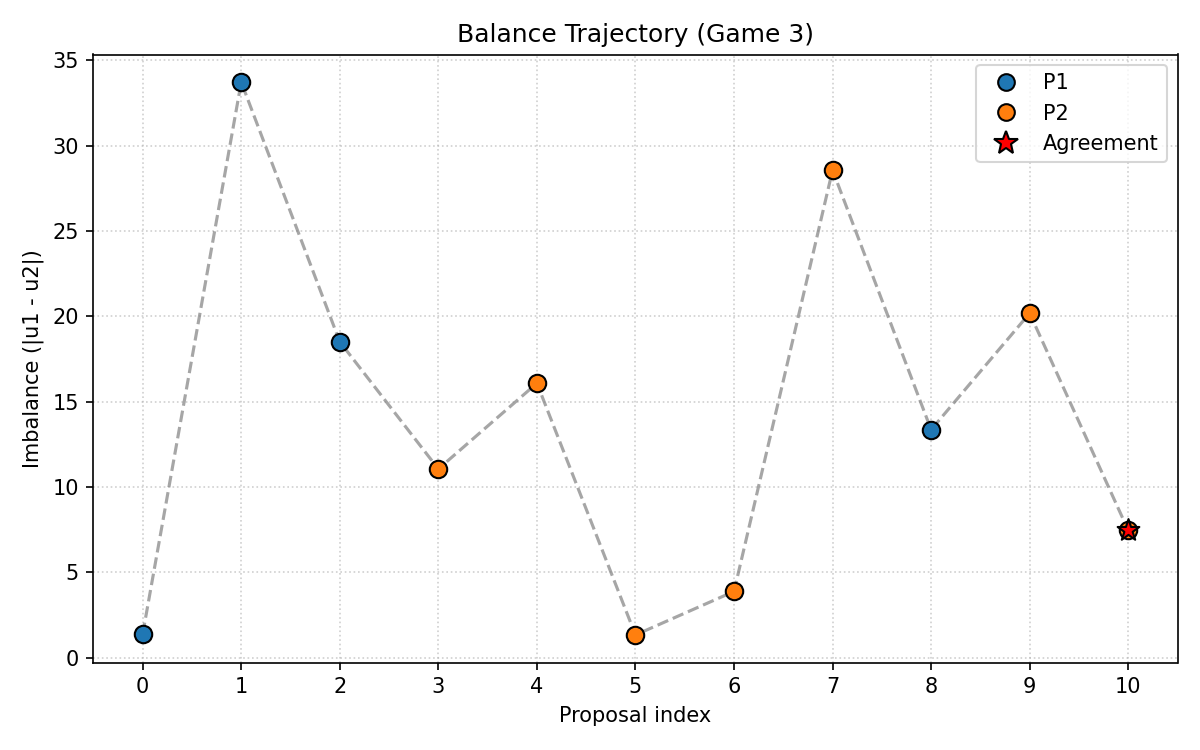 Balance Trajectory (Game 3)
P1
P2
Agreement
Imbalance (|u1 - u2|)
35
30
25
20
15
10
5
0
0 1 2 3 4 5 6 7 8 9 10
Proposal index